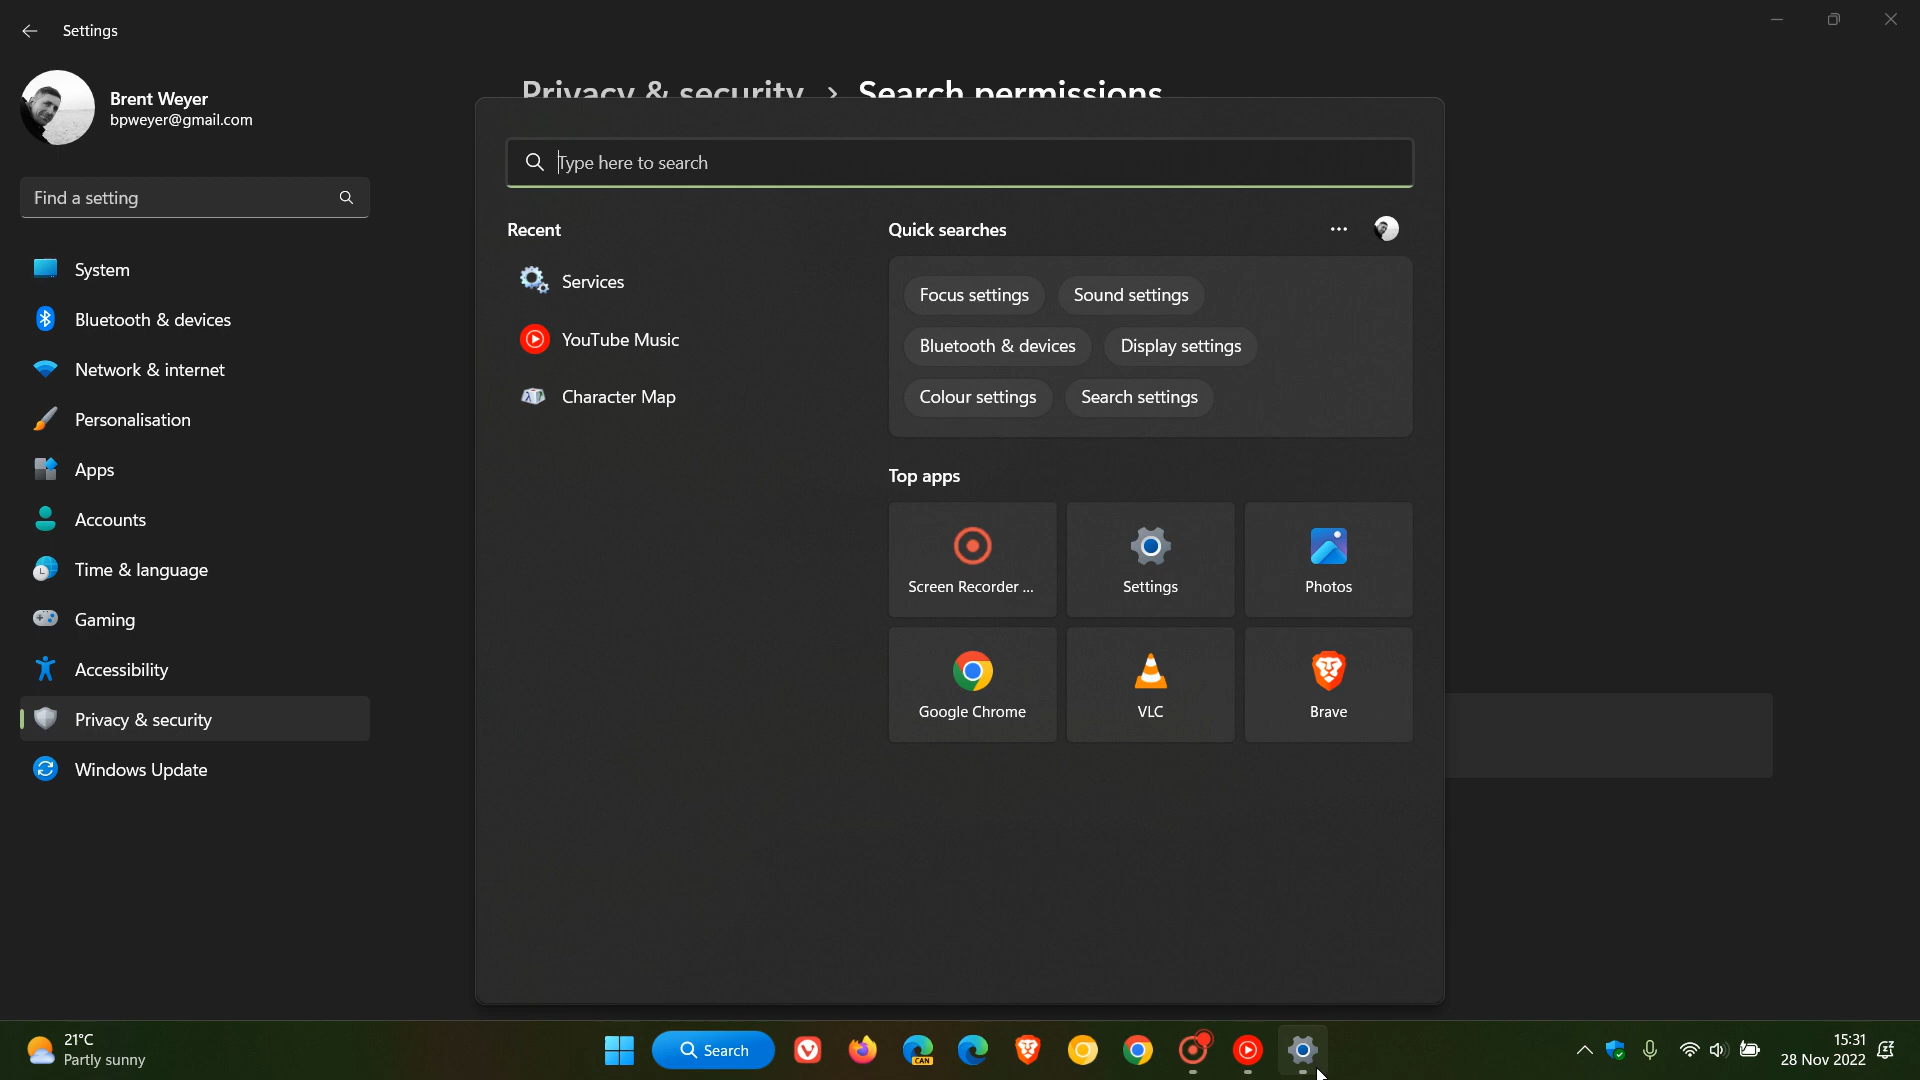 Settings
Brent Weyer
bpweyer@gmail.com
Find a setting
System
Bluetooth & devices
Network & internet
Personalisation
Apps
Accounts
Time & language
Gaming
Accessibility
Privacy & security
Windows Update
Privacy & security > Search permissions
Type here to search
Recent
Services
YouTube Music
Character Map
Quick searches
Focus settings
Sound settings
Bluetooth & devices
Display settings
Colour settings
Search settings
Top apps
Screen Recorder ...
Settings
Photos
Google Chrome
VLC
Brave
21°C
Partly sunny
Search
CAN
15:31
28 Nov 2022